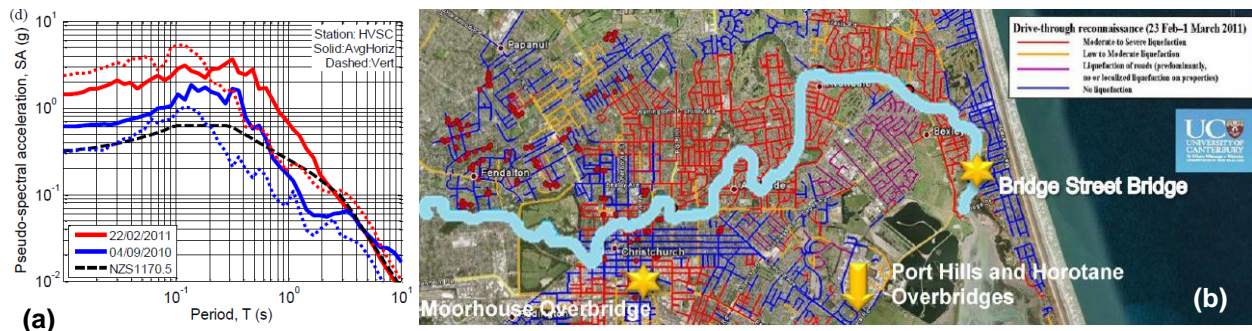 (d)
Pseudo-spectral acceleration, SA (g)
10^1
10^0
10^-1
10^-2
Station: HVSC
Solid:AvgHoriz
Dashed:Vert
22/02/2011
04/09/2010
NZS1170.5
10^-1
10^0
10^1
Period, T (s)
(a)
Papanui
Fendalton
Christchurch
Bexley
Moorhouse Overbridge
Bridge Street Bridge
Port Hills and Horotane
Overbridges
(b)
Drive-through reconnaissance (23 Feb–1 March 2011)
Moderate to Severe liquefaction
Low to Moderate liquefaction
Liquefaction of roads (predominantly,
no or localized liquefaction on properties)
No liquefaction
UC
UNIVERSITY OF
CANTERBURY